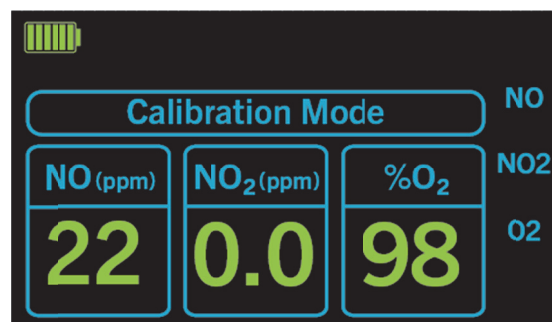 Calibration Mode
NO
NO (ppm) NO₂ (ppm) %O₂
NO2
22 0.0 98
O2